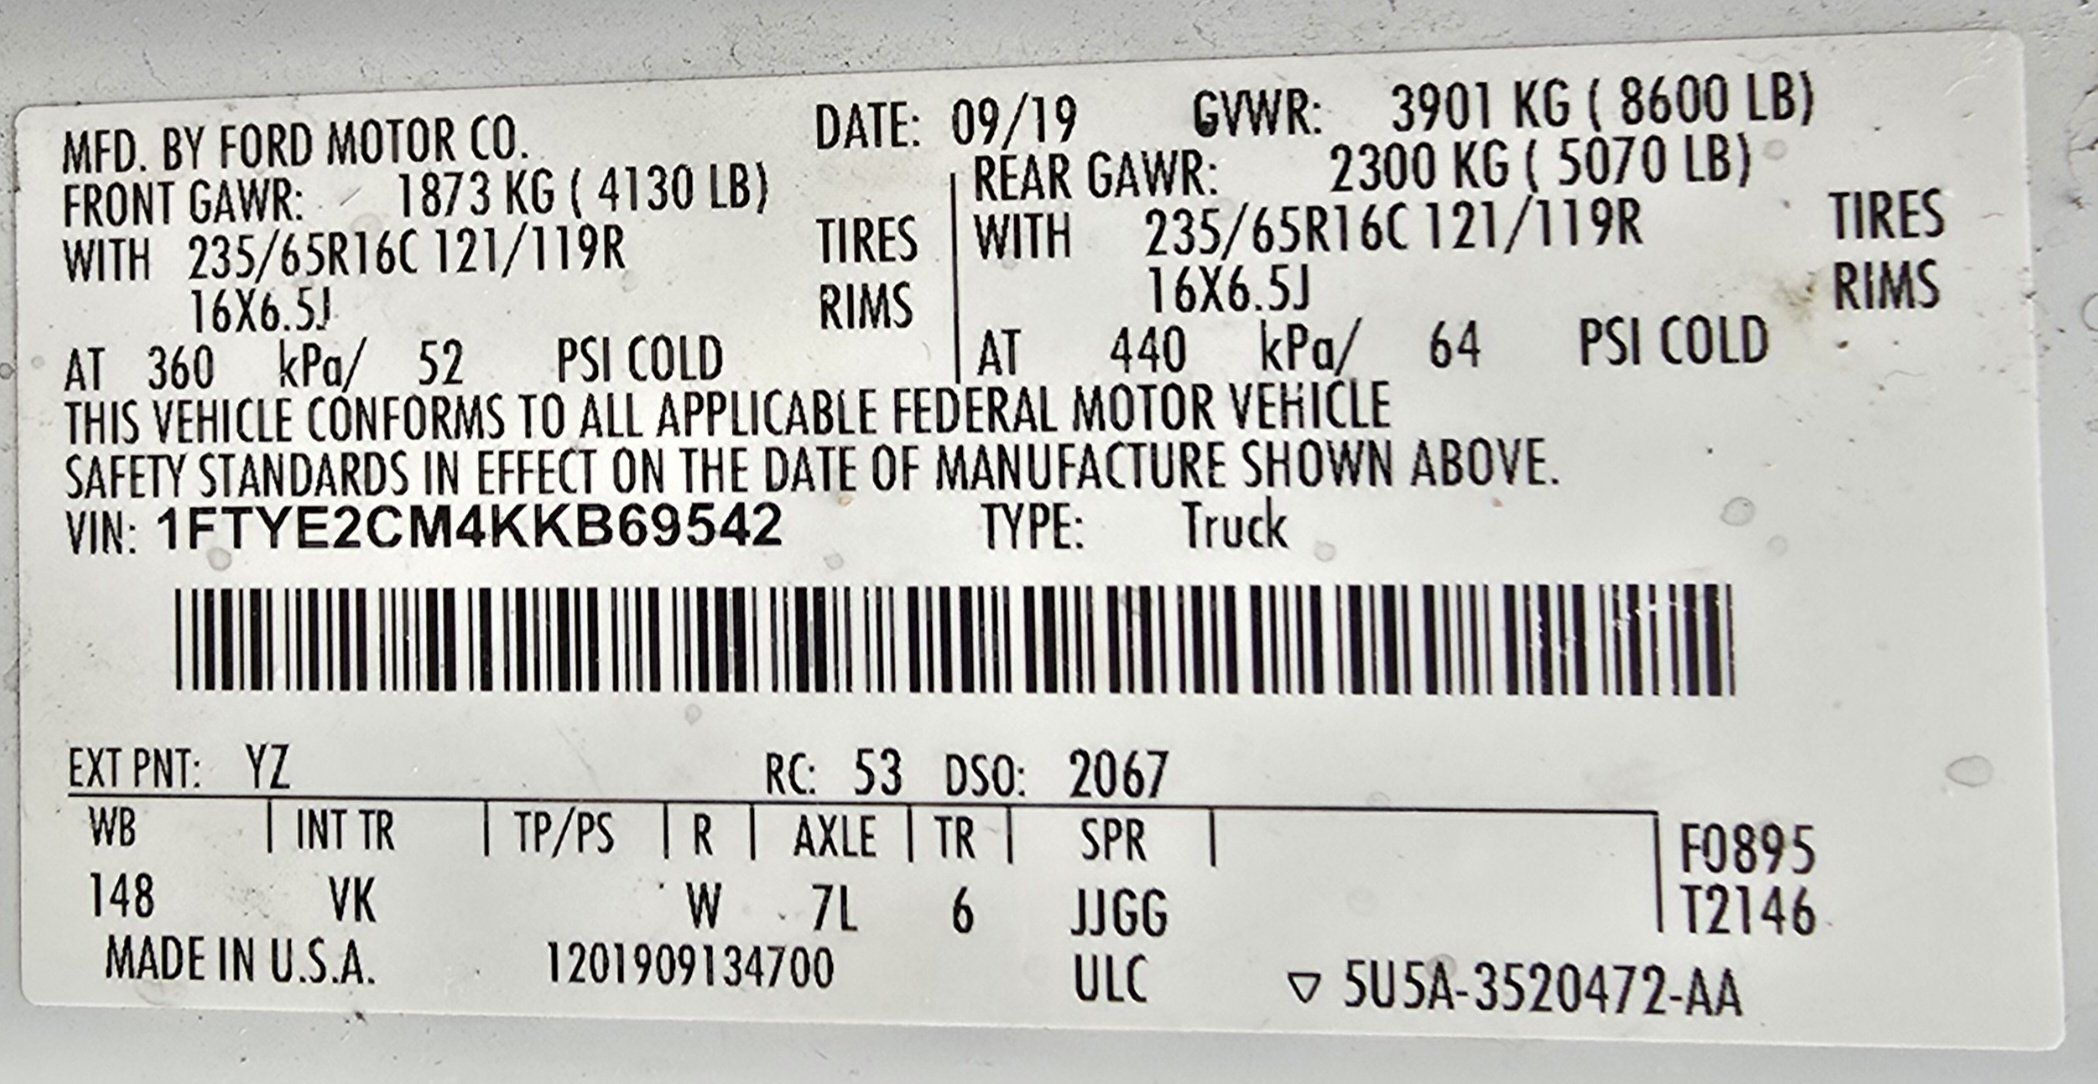 MFD. BY FORD MOTOR CO. DATE: 09/19 GVWR: 3901 KG ( 8600 LB)
FRONT GAWR: 1873 KG ( 4130 LB) REAR GAWR: 2300 KG ( 5070 LB)
WITH 235/65R16C 121/119R TIRES WITH 235/65R16C 121/119R TIRES
16X6.5J RIMS 16X6.5J RIMS
AT 360 kPa/ 52 PSI COLD AT 440 kPa/ 64 PSI COLD
THIS VEHICLE CONFORMS TO ALL APPLICABLE FEDERAL MOTOR VEHICLE
SAFETY STANDARDS IN EFFECT ON THE DATE OF MANUFACTURE SHOWN ABOVE.
VIN: 1FTYE2CM4KKB69542 TYPE: Truck
EXT PNT: YZ RC: 53 DSO: 2067
WB INT TR TP/PS R AXLE TR SPR F0895
148 VK W 7L 6 JJGG T2146
MADE IN U.S.A. 1201909134700 ULC ▽ 5U5A-3520472-AA